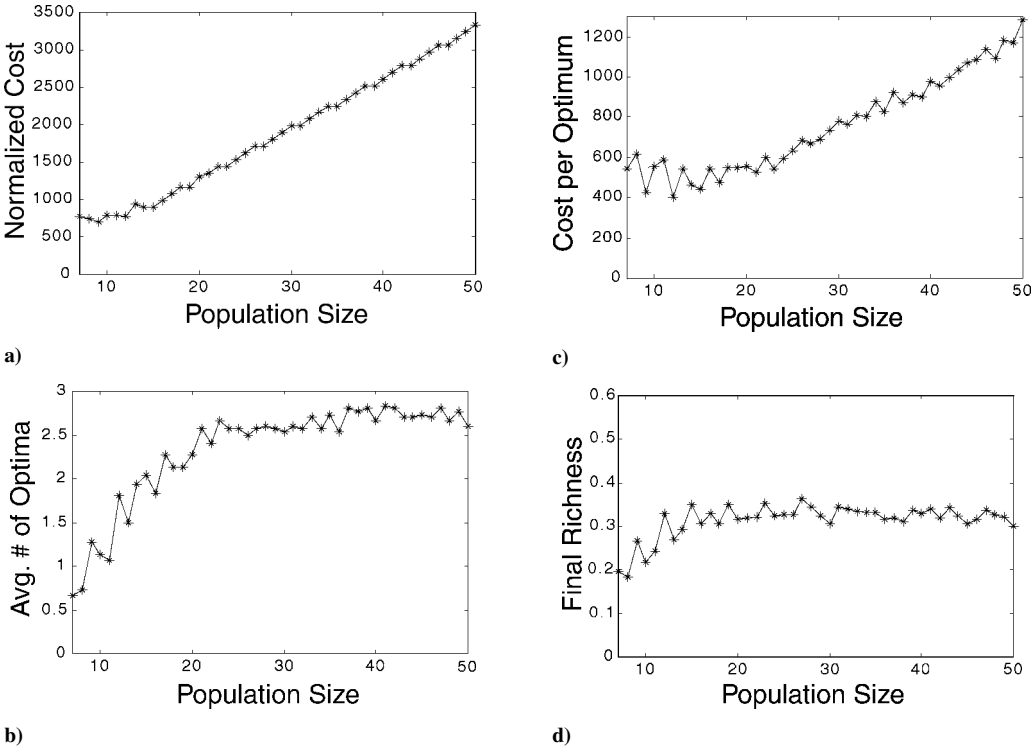 3500
3000
2500
2000
1500
1000
500
0
Normalized Cost
10 20 30 40 50
Population Size
a)
3
2.5
2
1.5
1
0.5
0
Avg. # of Optima
10 20 30 40 50
Population Size
b)
1200
1000
800
600
400
200
0
Cost per Optimum
10 20 30 40 50
Population Size
c)
0.6
0.5
0.4
0.3
0.2
0.1
0
Final Richness
10 20 30 40 50
Population Size
d)